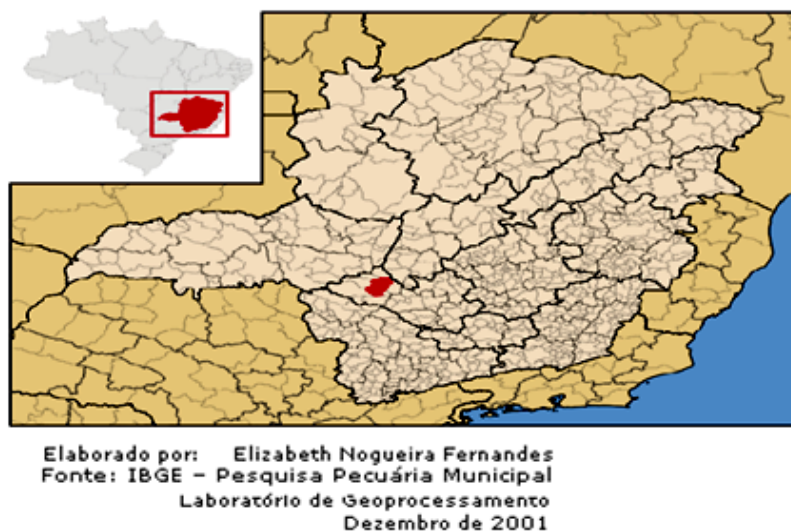 Elaborado por: Elizabeth Nogueira Fernandes
Fonte: IBGE – Pesquisa Pecuária Municipal
Laboratório de Geoprocessamento
Dezembro de 2001